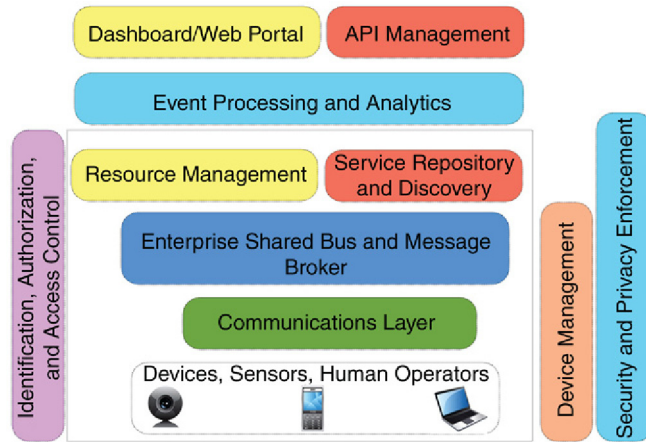 Dashboard/Web Portal
API Management
Event Processing and Analytics
Identification, Authorization,
and Access Control
Resource Management
Service Repository
and Discovery
Enterprise Shared Bus and Message
Broker
Communications Layer
Devices, Sensors, Human Operators
Device Management
Security and Privacy Enforcement